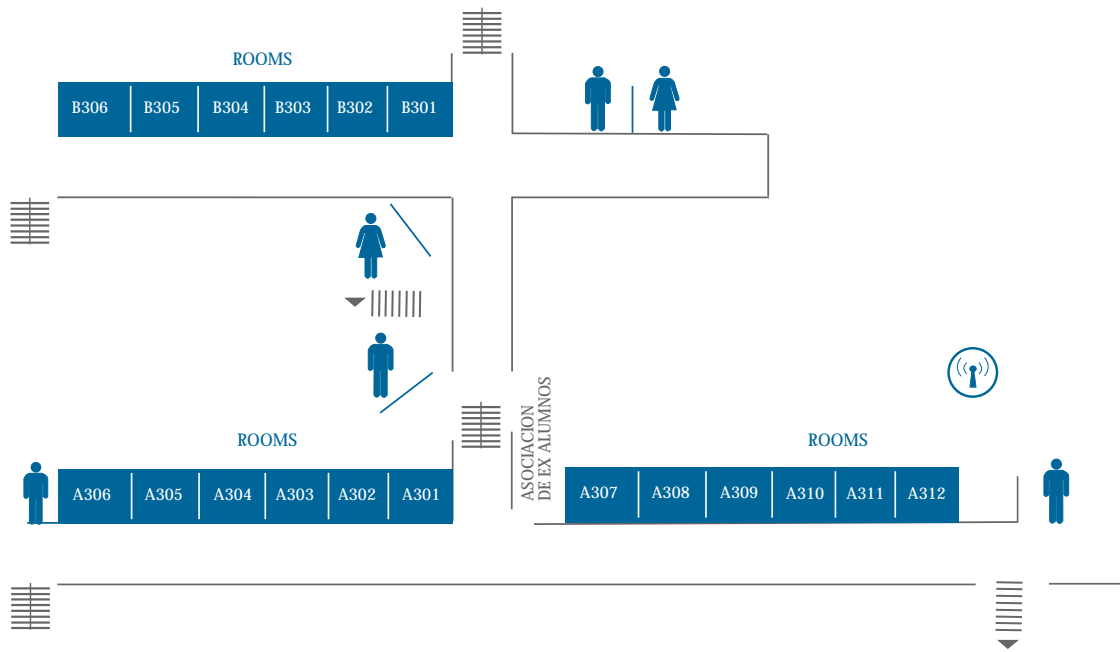 ROOMS
B306 B305 B304 B303 B302 B301
ASOCIACION
DE EX ALUMNOS
ROOMS
A306 A305 A304 A303 A302 A301
ROOMS
A307 A308 A309 A310 A311 A312